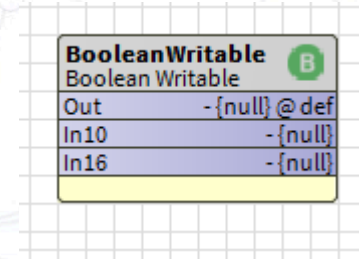 BooleanWritable
Boolean Writable
B
Out - {null} @ def
In10 - {null}
In16 - {null}